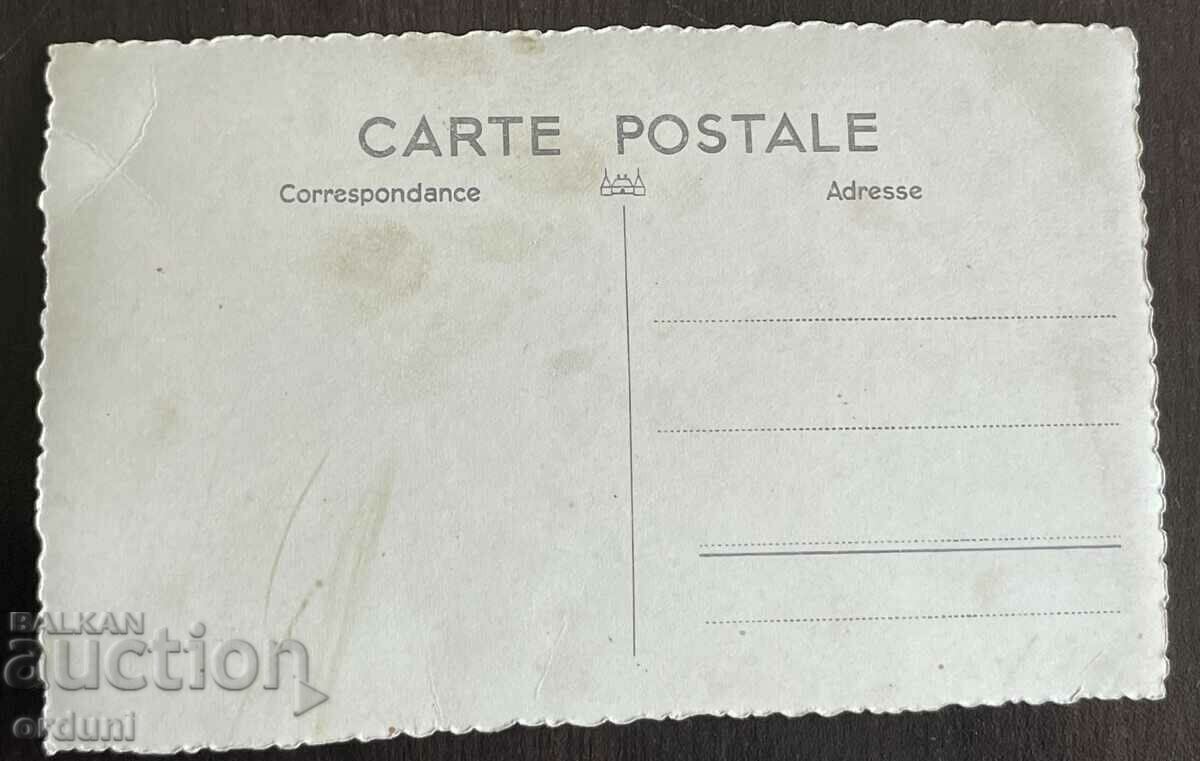 CARTE POSTALE
Correspondance
Adresse
BALKAN
auction
orduni